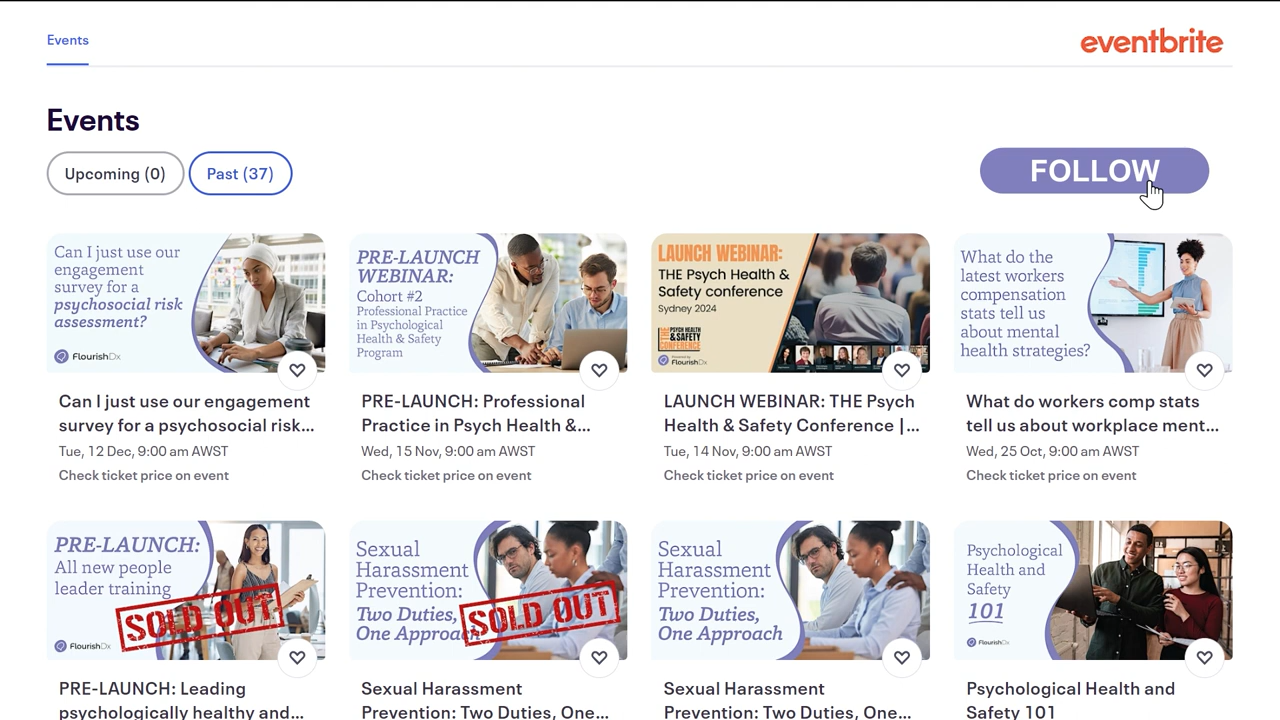 Events
eventbrite
Events
Upcoming (0)
Past (37)
FOLLOW
Can I just use our
engagement
survey for a
psychosocial risk
assessment?
FlourishDx
PRE-LAUNCH
WEBINAR:
Cohort #2
Professional Practice
in Psychological
Health & Safety
Program
LAUNCH WEBINAR:
THE Psych Health &
Safety conference
Sydney 2024
THE PSYCH HEALTH
&SAFETY
CONFERENCE
FlourishDx
What do the
latest workers
compensation
stats tell us
about mental
health strategies?
Can I just use our engagement
survey for a psychosocial risk...
Tue, 12 Dec, 9:00 am AWST
Check ticket price on event
PRE-LAUNCH: Professional
Practice in Psych Health &...
Wed, 15 Nov, 9:00 am AWST
Check ticket price on event
LAUNCH WEBINAR: THE Psych
Health & Safety Conference |...
Tue, 14 Nov, 9:00 am AWST
Check ticket price on event
What do workers comp stats
tell us about workplace ment...
Wed, 25 Oct, 9:00 am AWST
Check ticket price on event
PRE-LAUNCH:
All new people
leader training
SOLD OUT
FlourishDx
Sexual
Harassment
Prevention:
Two Duties,
One Approach
SOLD OUT
Sexual
Harassment
Prevention:
Two Duties,
One Approach
Psychological
Health and
Safety
101
FlourishDx
PRE-LAUNCH: Leading
psychologically healthy and...
Sexual Harassment
Prevention: Two Duties, One...
Sexual Harassment
Prevention: Two Duties, One...
Psychological Health and
Safety 101